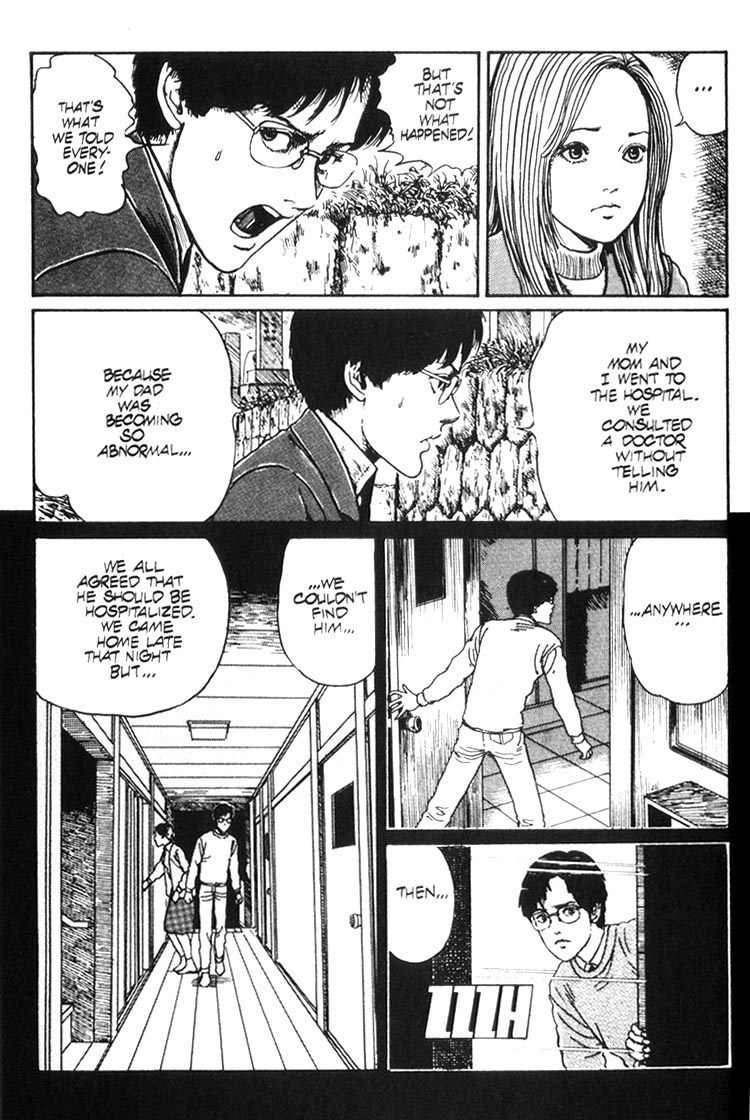 ...
BUT
THAT'S
NOT
WHAT
HAPPENED!
THAT'S
WHAT
WE TOLD
EVERY-
ONE!
MY
MOM AND
I WENT TO
THE HOSPITAL.
WE
CONSULTED
A DOCTOR
WITHOUT
TELLING
HIM.
BECAUSE
MY DAD
WAS
BECOMING
SO
ABNORMAL...
...ANYWHERE
...
...WE
COULDN'T
FIND
HIM...
WE ALL
AGREED THAT
HE SHOULD BE
HOSPITALIZED.
WE CAME
HOME LATE
THAT NIGHT
BUT...
THEN...
ZZZH